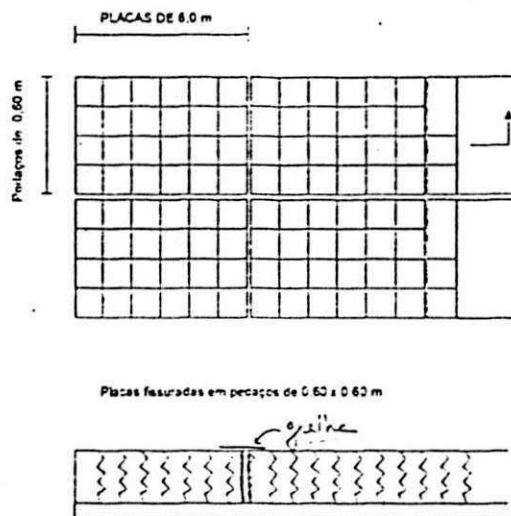 PLACAS DE 6,0 m
Pedaços de 0,60 m
Placas fissuradas em pedaços de 0.60 x 0.60 m